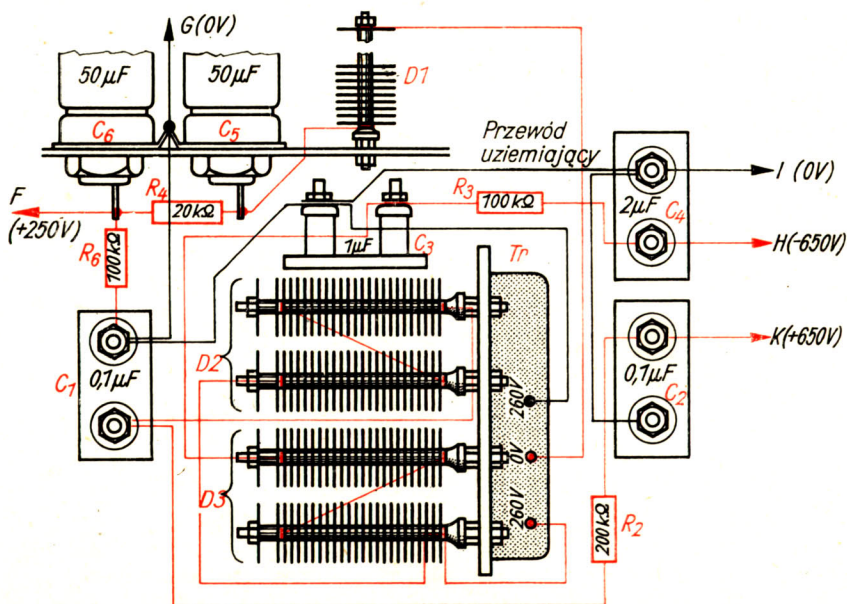 G(0V)
50μF
50μF
D1
C6
C5
Przewód
uziemiający
I (0V)
R4
R3
100kΩ
F
(+250V)
20kΩ
2μF
C4
R6
100kΩ
1μF
C3
Tr
H(-650V)
K(+650V)
D2
C1
0,1μF
0,1μF
C2
260V
0V
D3
260V
200kΩ
R2